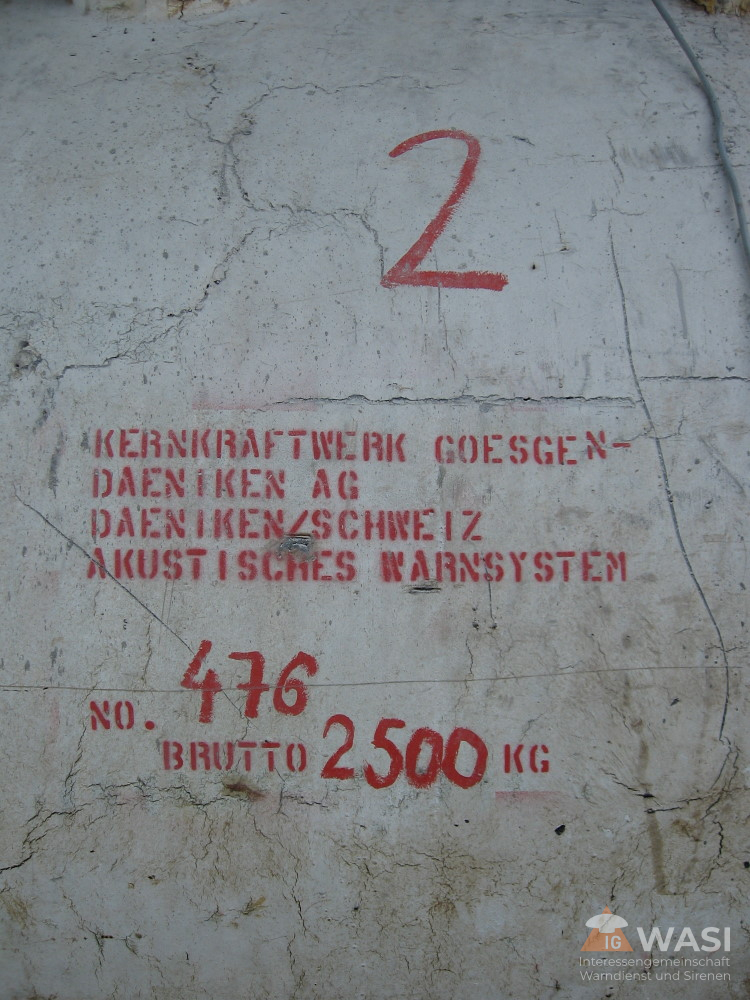 2
KERNKRAFTWERK GOESGEN-
DAENIKEN AG
DAENIKEN/SCHWEIZ
AKUSTISCHES WARNSYSTEM
NO. 476
BRUTTO 2500 KG
IG WASI
Interessengemeinschaft
Warndienst und Sirenen